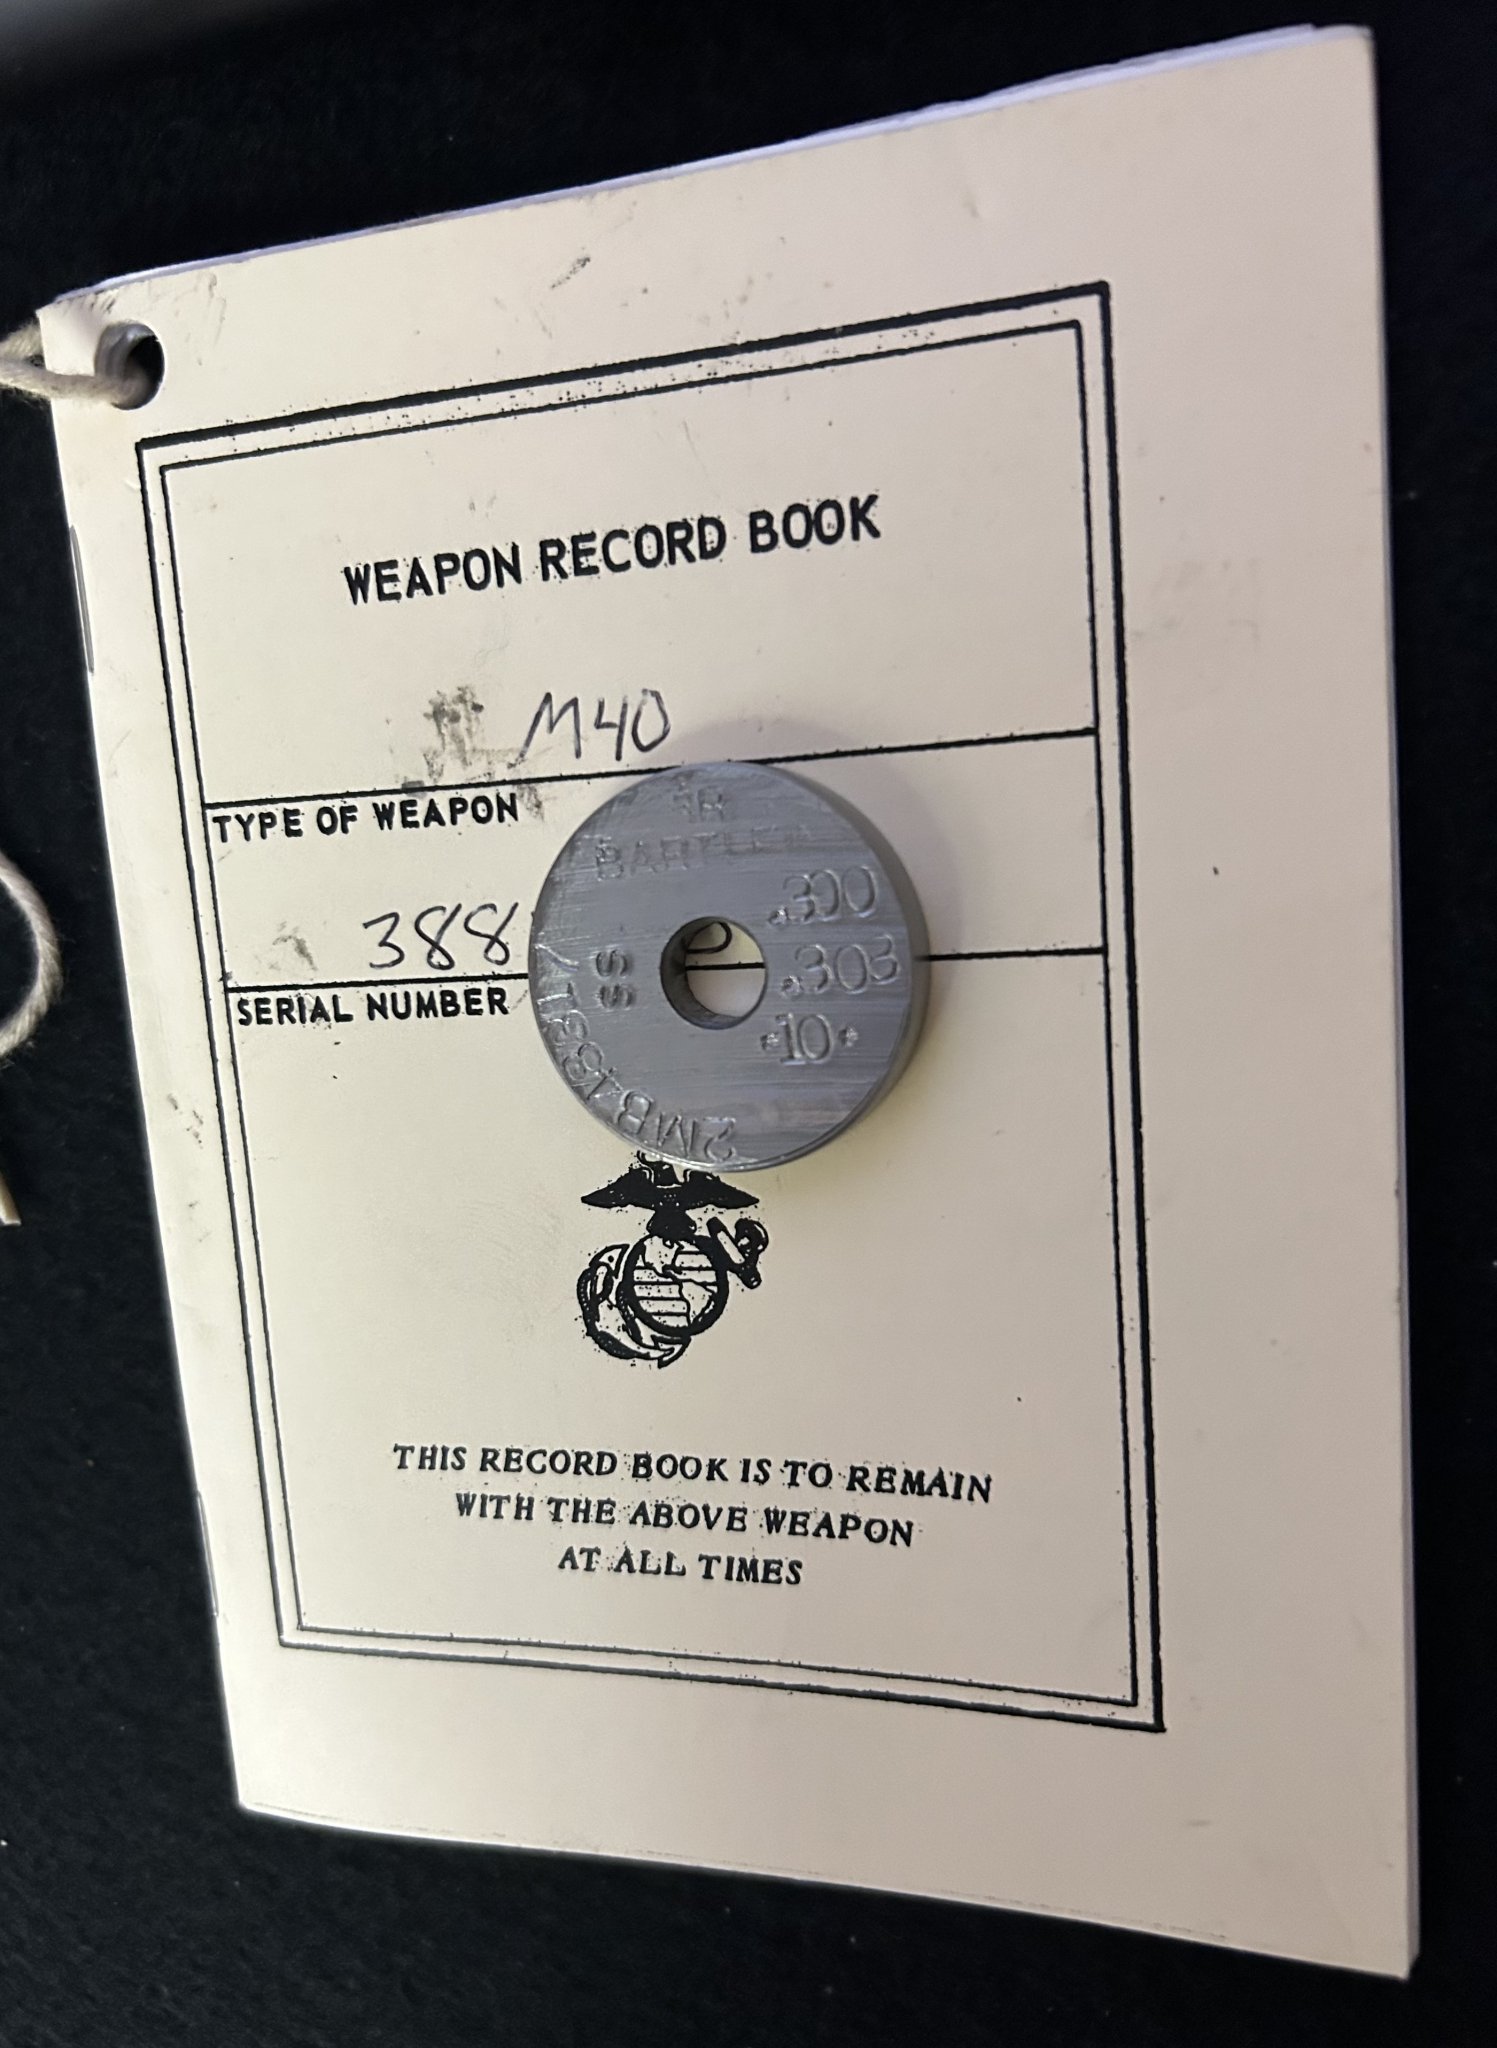 WEAPON RECORD BOOK
M40
TYPE OF WEAPON
388
SERIAL NUMBER
.300
.303
SS
•10•
THIS RECORD BOOK IS TO REMAIN
WITH THE ABOVE WEAPON
AT ALL TIMES